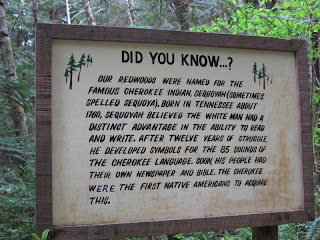 DID YOU KNOW...?
OUR REDWOODS WERE NAMED FOR THE
FAMOUS CHEROKEE INDIAN, SEQUOYAH (SOMETIMES
SPELLED SEQUOYA). BORN IN TENNESSEE ABOUT
1760, SEQUOYAH BELIEVED THE WHITE MAN HAD A
DISTINCT ADVANTAGE IN THE ABILITY TO READ
AND WRITE. AFTER TWELVE YEARS OF STRUGGLE,
HE DEVELOPED SYMBOLS FOR THE 85 SOUNDS OF
THE CHEROKEE LANGUAGE. SOON, HIS PEOPLE HAD
THEIR OWN NEWSPAPER AND BIBLE. THE CHEROKEE
WERE THE FIRST NATIVE AMERICANS TO ACQUIRE
THIS.